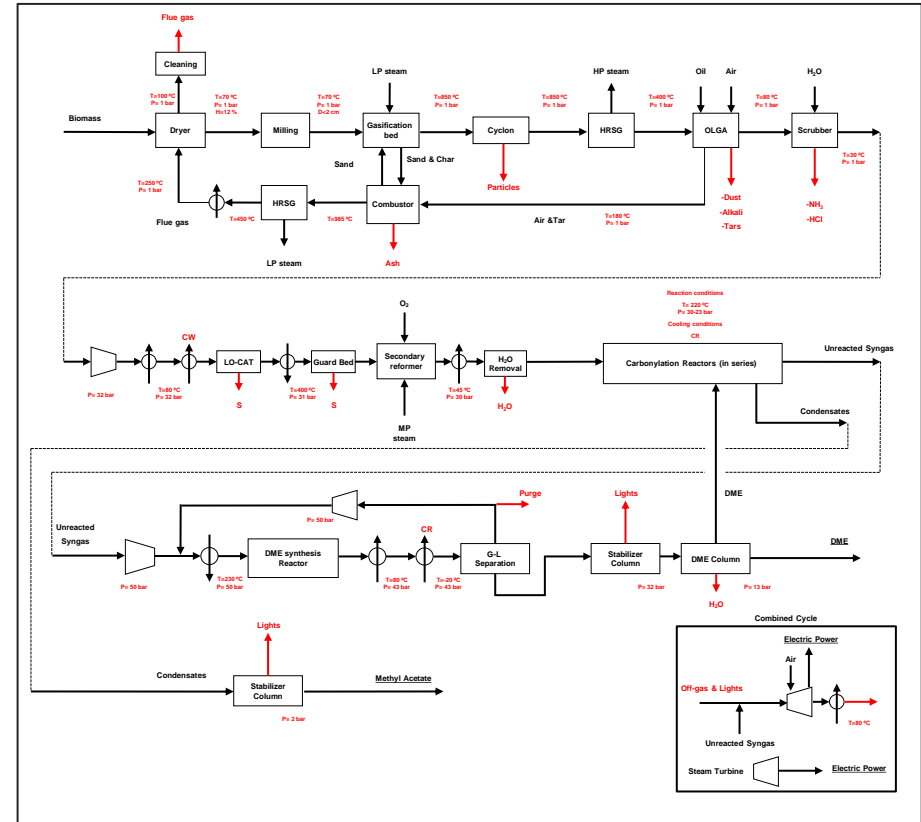 Flue gas
Cleaning
LP steam
HP steam
Oil
Air
H2O
T=100 ºC
P= 1 bar
T=70 ºC
P= 1 bar
H=12 %
T=70 ºC
P= 1 bar
D<2 cm
T=850 ºC
P= 1 bar
T=850 ºC
P= 1 bar
T=400 ºC
P= 1 bar
T=80 ºC
P= 1 bar
Biomass
Dryer
Milling
Gasification
bed
Cyclon
HRSG
OLGA
Scrubber
T=30 ºC
P= 1 bar
Sand
Sand & Char
Particles
T=250 ºC
P= 1 bar
HRSG
Combustor
-Dust
-Alkali
-Tars
-NH3
-HCl
Flue gas
T=450 ºC
T=985 ºC
Air &Tar
T=180 ºC
P= 1 bar
LP steam
Ash
Reaction conditions
T= 220 ºC
P= 30-23 bar
Cooling conditions
CR
O2
CW
LO-CAT
Guard Bed
Secondary
reformer
H2O
Removal
Carbonylation Reactors (in series)
Unreacted Syngas
P= 32 bar
T=80 ºC
P= 32 bar
S
T=400 ºC
P= 31 bar
S
T=45 ºC
P= 30 bar
H2O
MP
steam
Condensates
DME
Purge
Lights
P= 50 bar
Unreacted
Syngas
CR
DME synthesis
Reactor
G-L
Separation
Stabilizer
Column
DME Column
DME
P= 50 bar
T=230 ºC
P= 50 bar
T=80 ºC
P= 43 bar
T=-20 ºC
P= 43 bar
P= 32 bar
P= 13 bar
H2O
Combined Cycle
Lights
Electric Power
Air
Condensates
Stabilizer
Column
Methyl Acetate
Off-gas & Lights
P= 2 bar
T=80 ºC
Unreacted Syngas
Steam Turbine
Electric Power